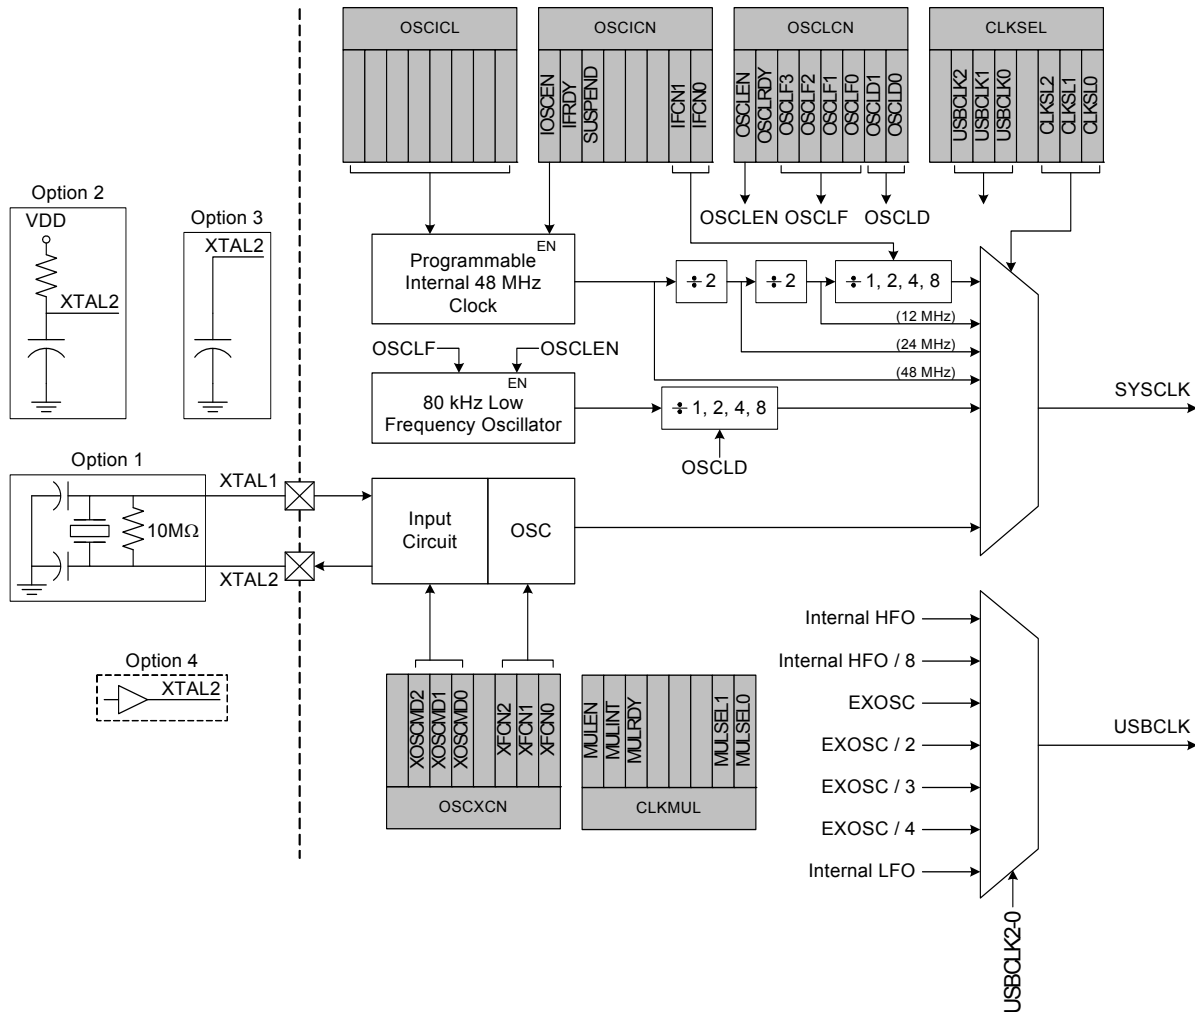 OSCICL
OSCICN
OSCLCN
CLKSEL
IOSCEN
IFRDY
SUSPEND
IFCN1
IFCN0
OSCLEN
OSCLRDY
OSCLF3
OSCLF2
OSCLF1
OSCLF0
OSCLD1
OSCLD0
USBCLK2
USBCLK1
USBCLK0
CLKSL2
CLKSL1
CLKSL0
OSCLEN OSCLF OSCLD
Option 2
VDD
XTAL2
Option 3
XTAL2
EN
Programmable
Internal 48 MHz
Clock
÷ 2
÷ 2
÷ 1, 2, 4, 8
(12 MHz)
(24 MHz)
(48 MHz)
OSCLF
OSCLEN
EN
80 kHz Low
Frequency Oscillator
÷ 1, 2, 4, 8
OSCLD
SYSCLK
Option 1
10MΩ
XTAL1
XTAL2
Input
Circuit
OSC
Option 4
XTAL2
XOSCMD2
XOSCMD1
XOSCMD0
XFCN2
XFCN1
XFCN0
OSCXCN
MULEN
MULINT
MULRDY
MULSEL1
MULSEL0
CLKMUL
Internal HFO
Internal HFO / 8
EXOSC
EXOSC / 2
EXOSC / 3
EXOSC / 4
Internal LFO
USBCLK
USBCLK2-0